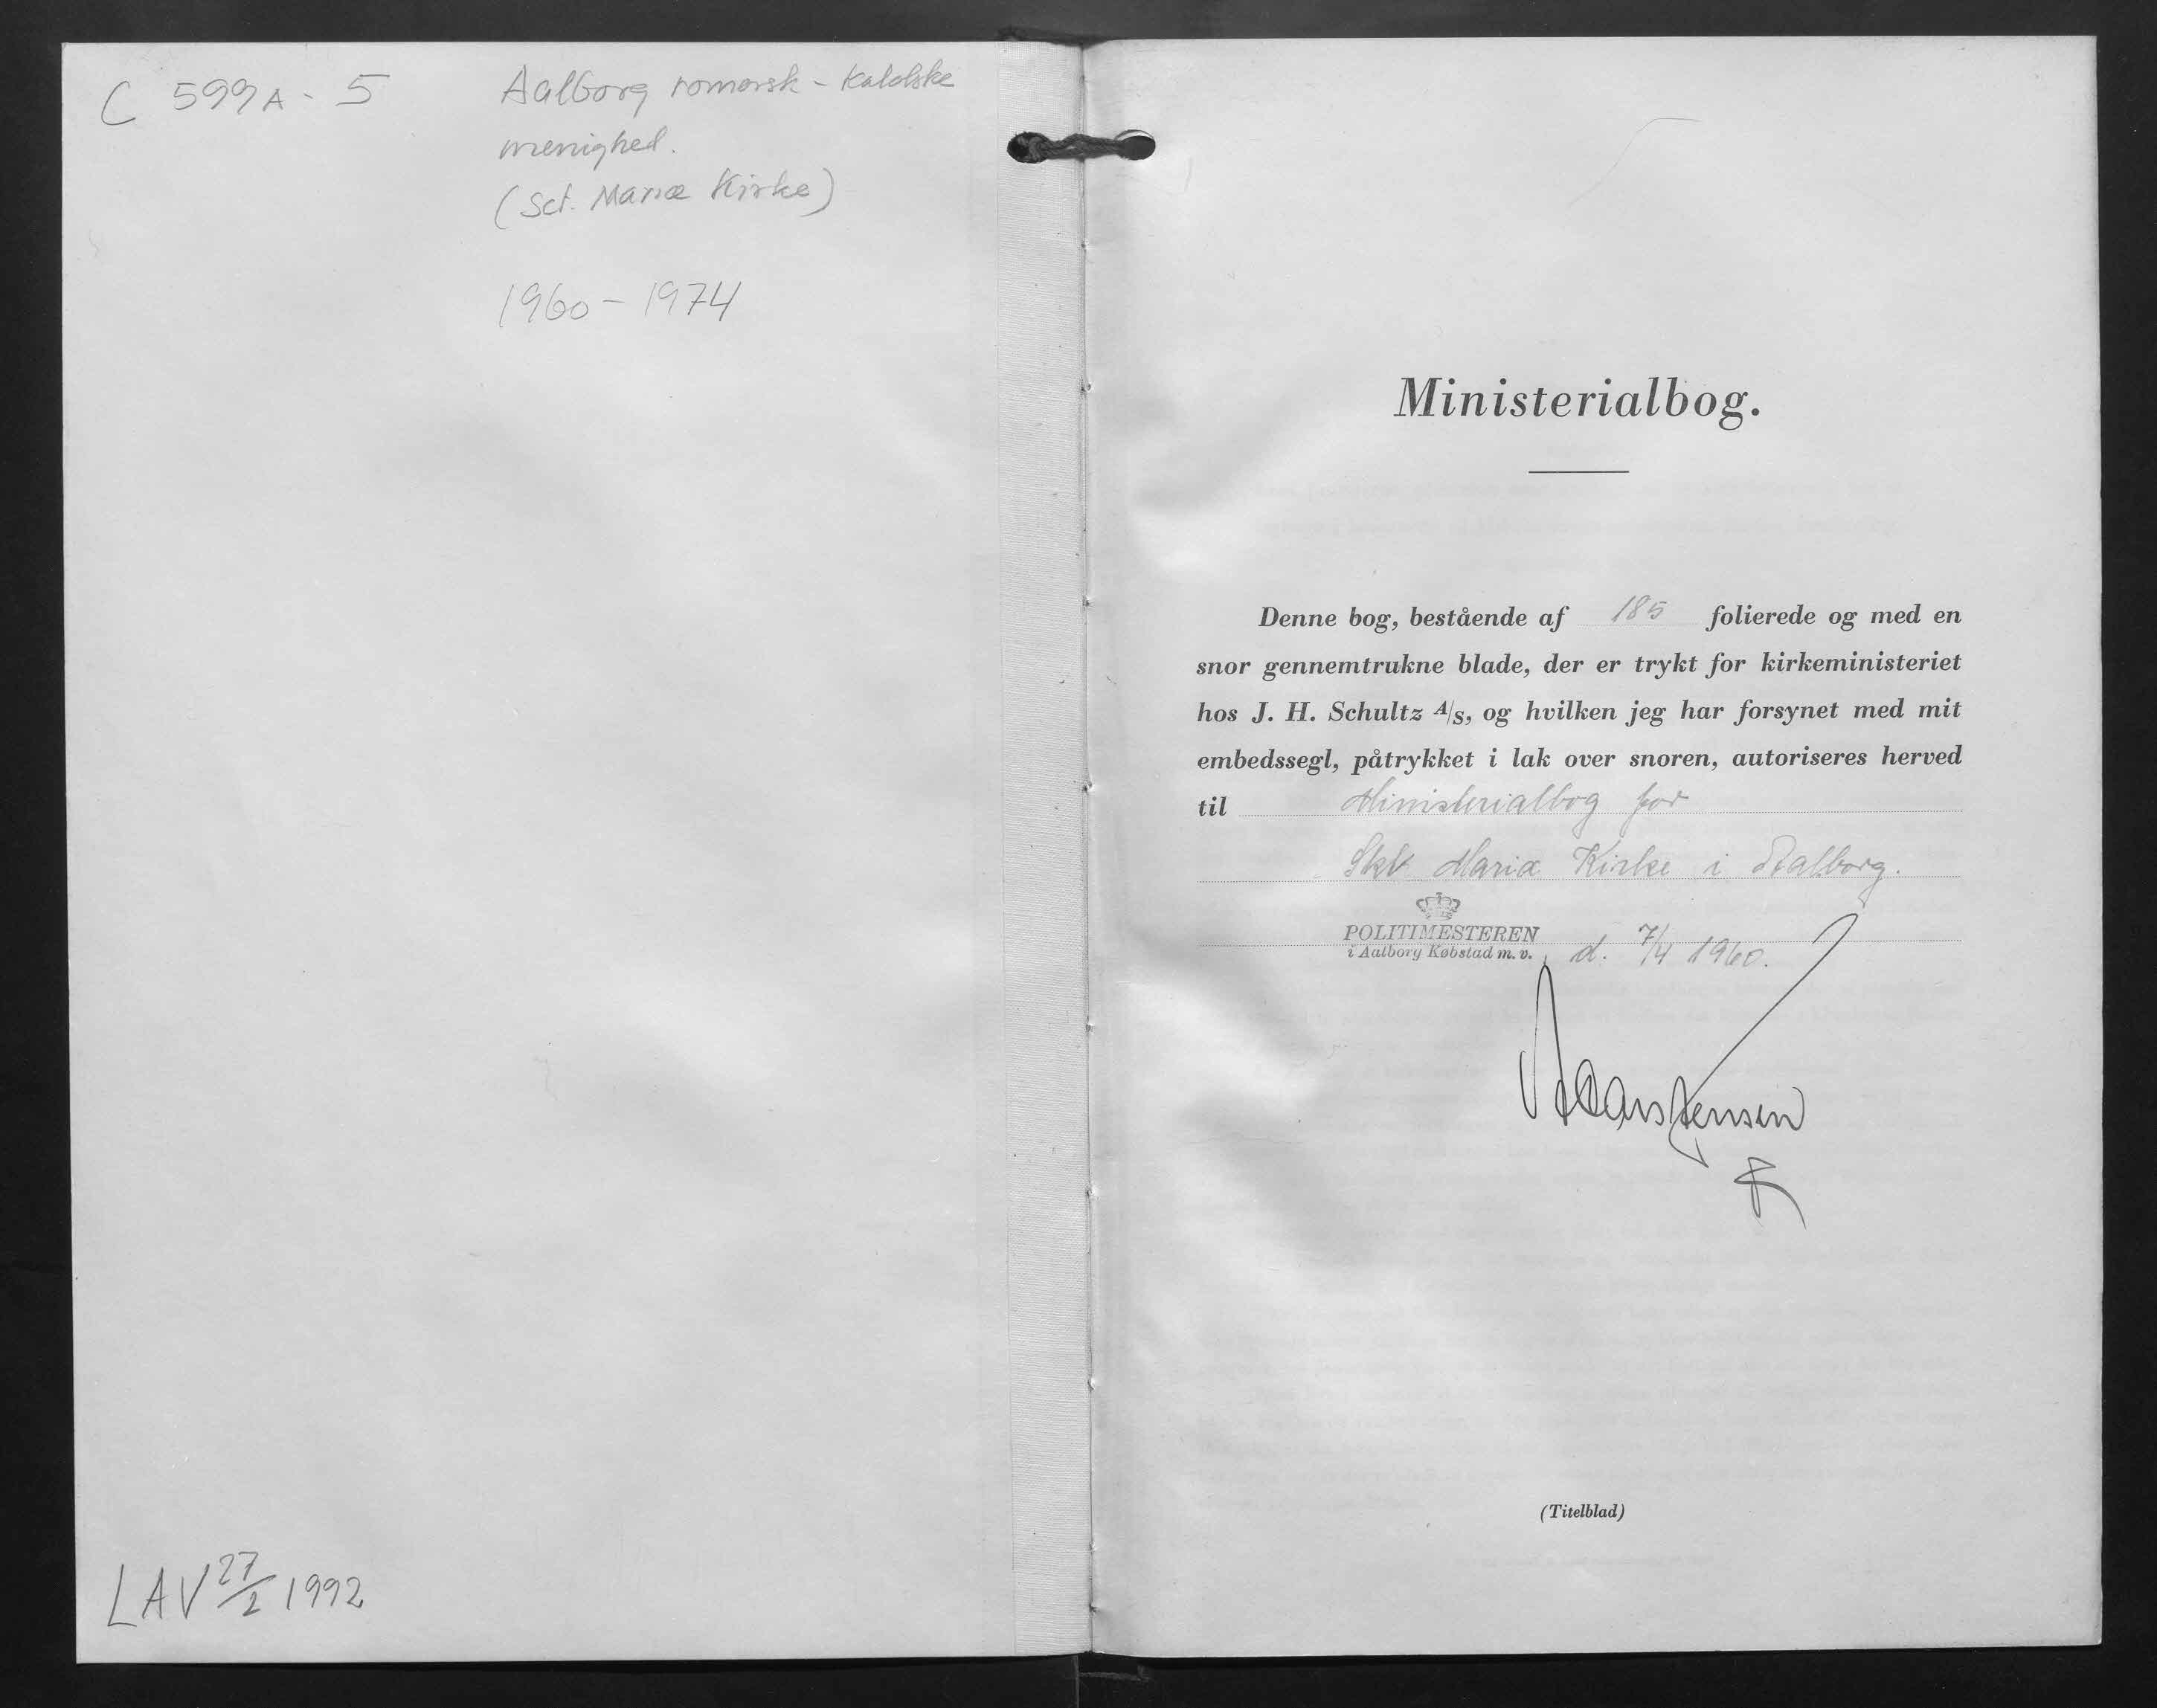 C 599A - 5
Aalborg romersk-katolske
menighed.
(Sct. Mariæ Kirke)
1960 - 1974
LAV 27/2 1992
Ministerialbog.
Denne bog, bestående af 185 folierede og med en
snor gennemtrukne blade, der er trykt for kirkeministeriet
hos J. H. Schultz A/S, og hvilken jeg har forsynet med mit
embedssegl, påtrykket i lak over snoren, autoriseres herved
til Ministerialbog for
Skt Mariæ Kirke i Aalborg.
POLITIMESTEREN
i Aalborg Købstad m. v., d. 7/4 1960.
(Titelblad)